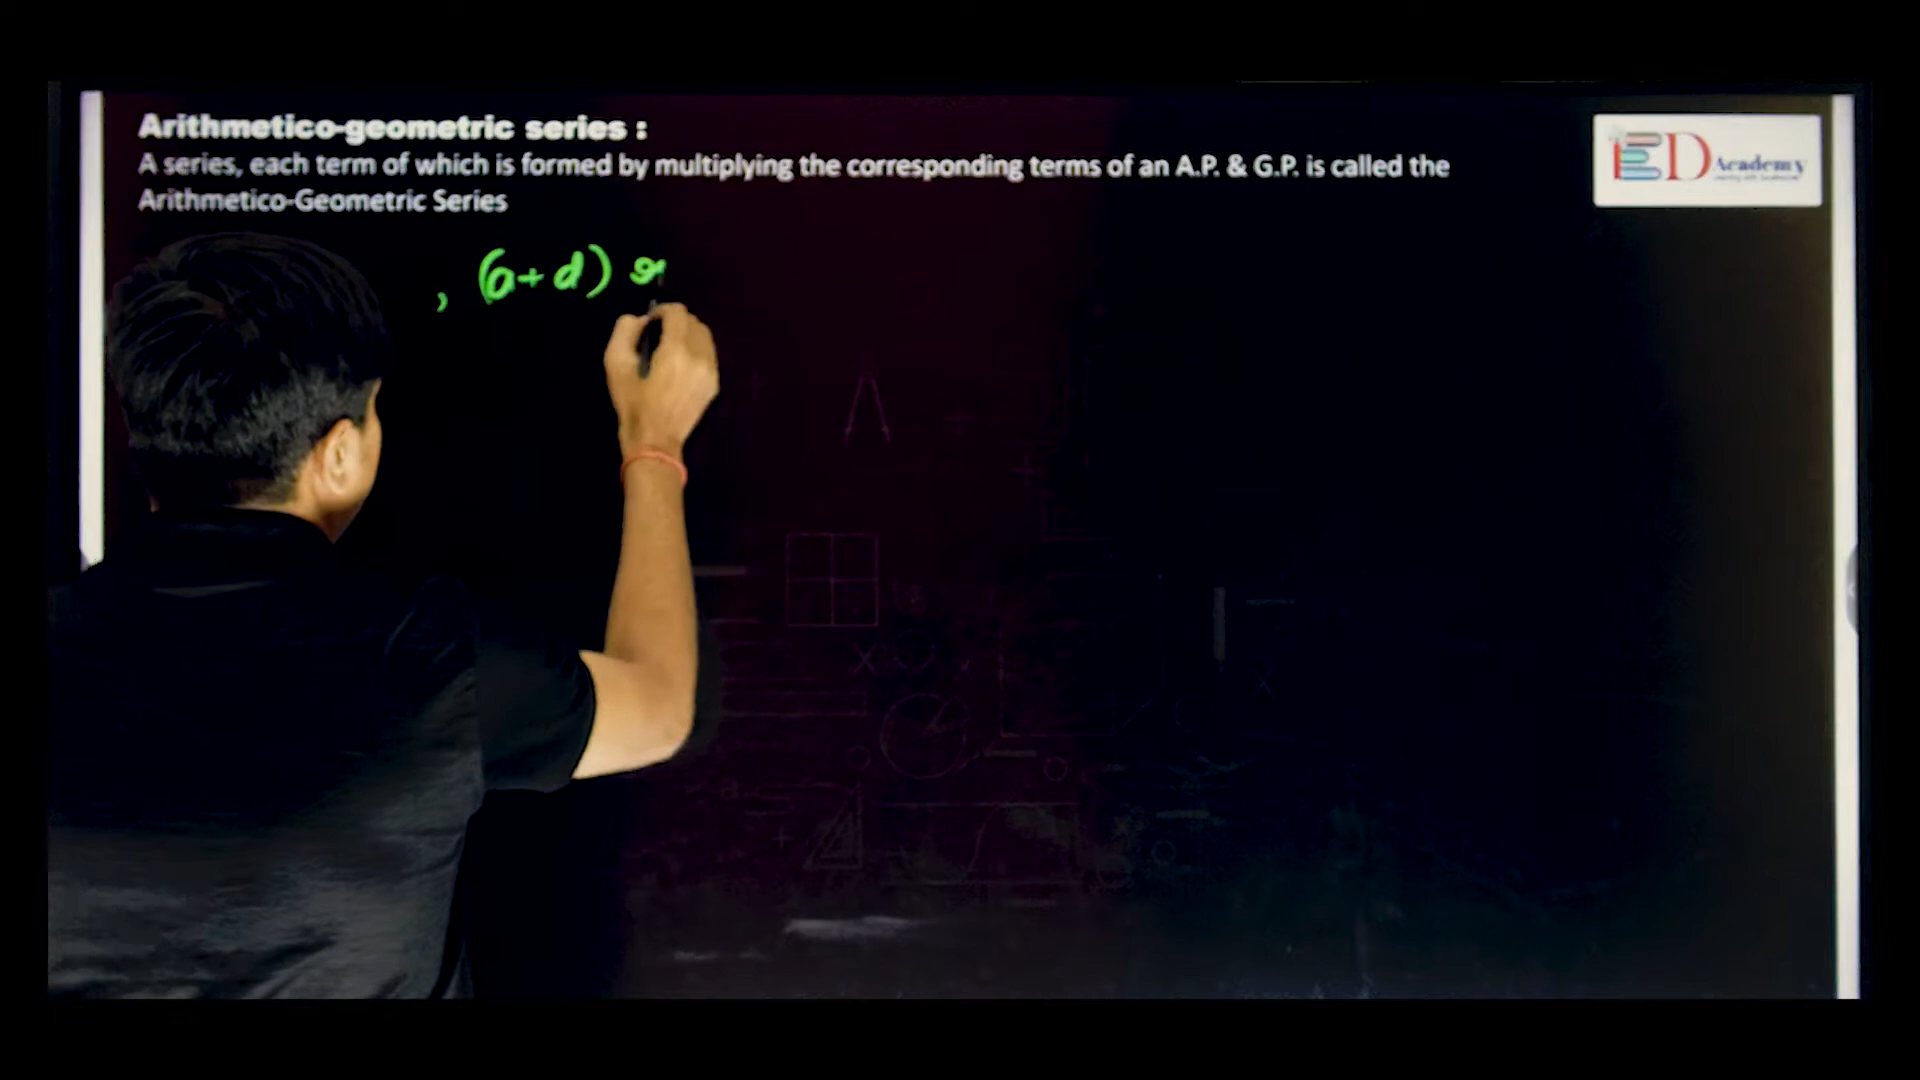 Arithmetico-geometric series :
A series, each term of which is formed by multiplying the corresponding terms of an A.P. & G.P. is called the
Arithmetico-Geometric Series
ED Academy
, (a+d) r